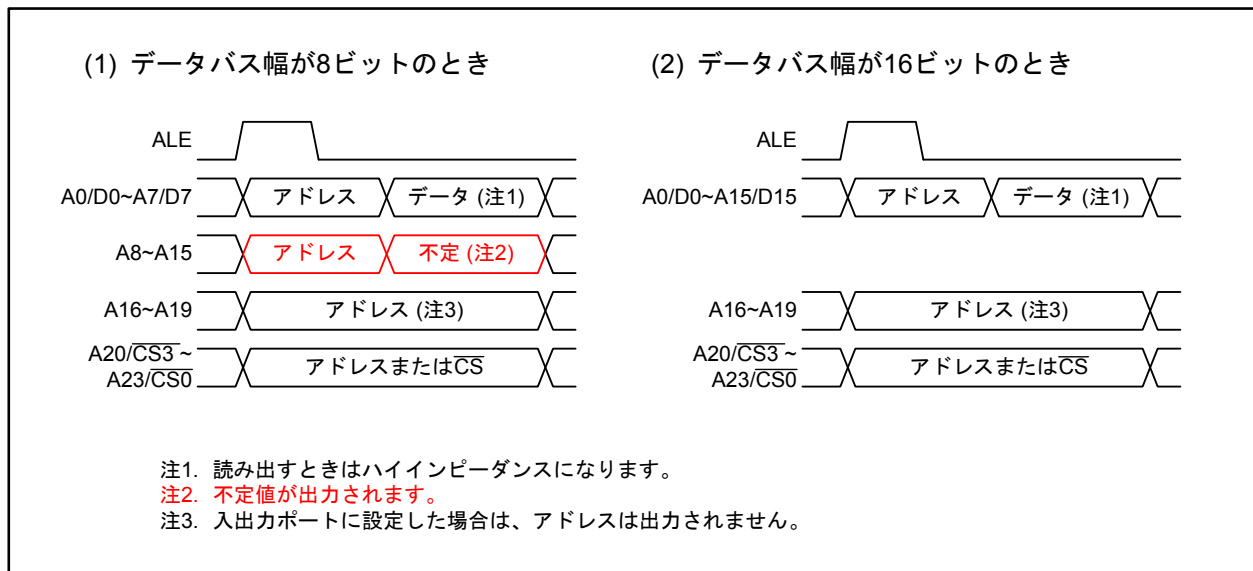 (1) データバス幅が8ビットのとき
ALE
A0/D0~A7/D7 アドレス データ (注1)
A8~A15 アドレス 不定 (注2)
A16~A19 アドレス (注3)
A20/CS3 ~
A23/CS0 アドレスまたはCS
(2) データバス幅が16ビットのとき
ALE
A0/D0~A15/D15 アドレス データ (注1)
A16~A19 アドレス (注3)
A20/CS3 ~
A23/CS0 アドレスまたはCS
注1. 読み出すときはハイインピーダンスになります。
注2. 不定値が出力されます。
注3. 入出力ポートに設定した場合は、アドレスは出力されません。